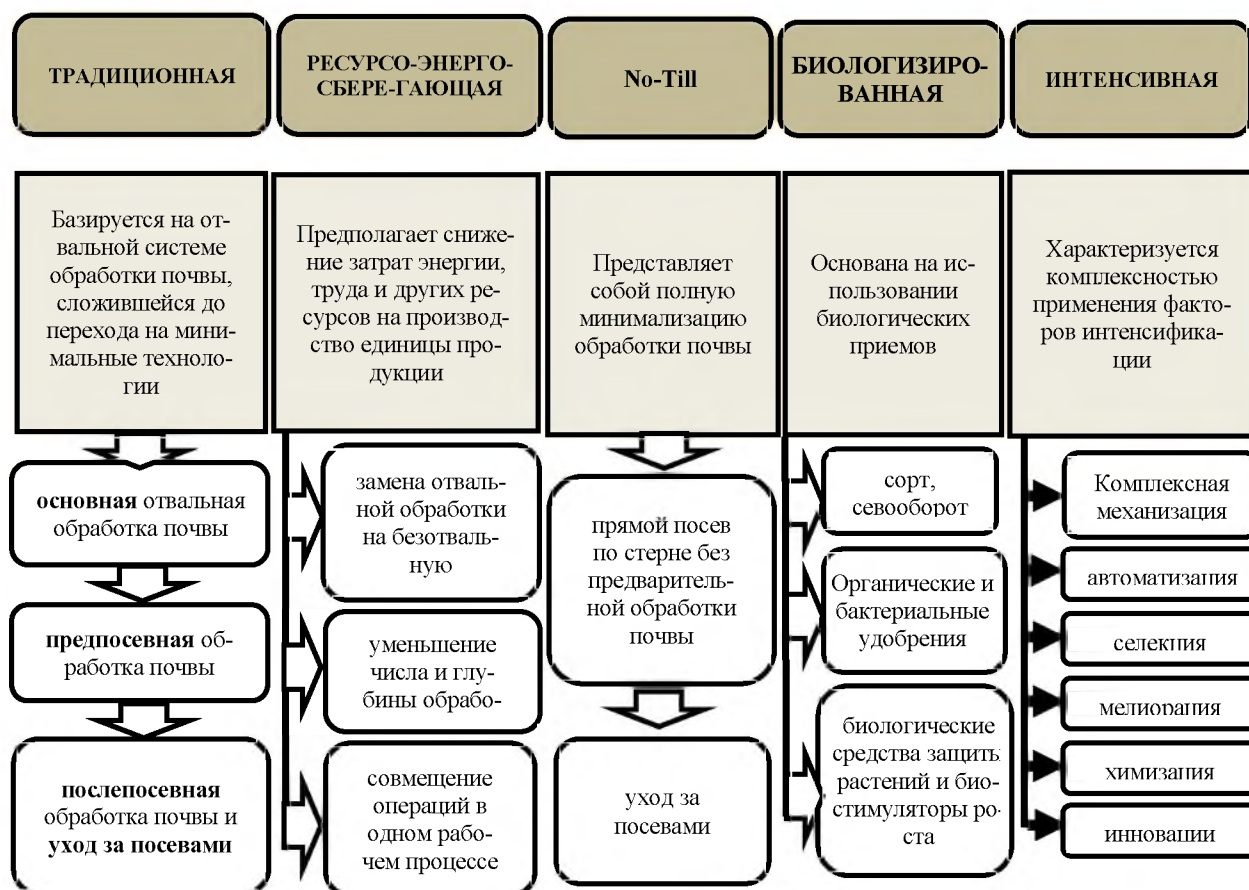 ТРАДИЦИОННАЯ
РЕСУРСО-ЭНЕРГО-
СБЕРЕ-ГАЮЩАЯ
No-Till
БИОЛОГИЗИРО-
ВАННАЯ
ИНТЕНСИВНАЯ
Базируется на от-
вальной системе
обработки почвы,
сложившейся до
перехода на мини-
мальные техноло-
гии
Предполагает сниже-
ние затрат энергии,
труда и других ре-
сурсов на производ-
ство единицы про-
дукции
Представляет
собой полную
минимализацию
обработки почвы
Основана на ис-
пользовании
биологических
приемов
Характеризуется
комплексностью
применения факто-
ров интенсифика-
ции
основная отвальная
обработка почвы
предпосевная об-
работка почвы
послепосевная
обработка почвы и
уход за посевами
замена отваль-
ной обработки
на безотваль-
ную
уменьшение
числа и глу-
бины обрабо-
совмещение
операций в
одном рабо-
чем процессе
прямой посев
по стерне без
предваритель-
ной обработки
почвы
уход за
посевами
сорт,
севооборот
Органические и
бактериальные
удобрения
биологические
средства защиты
растений и био-
стимуляторы ро-
ста
Комплексная
механизация
автоматизация
селекция
мелиорация
химизация
инновации